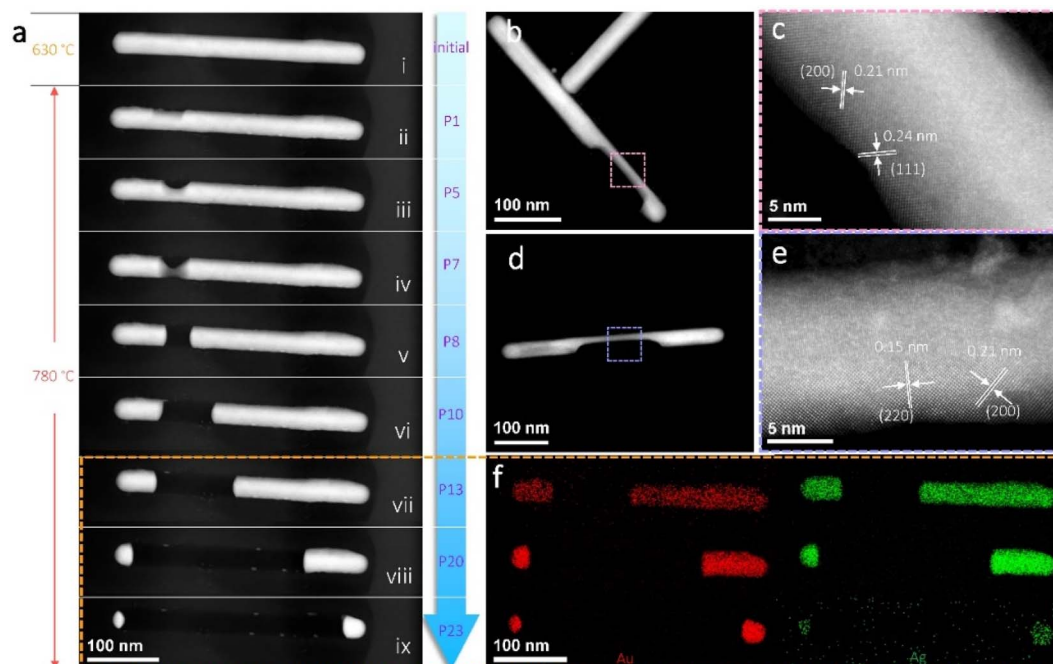 a
630 °C
780 °C
i
ii
iii
iv
v
vi
vii
viii
ix
100 nm
initial
P1
P5
P7
P8
P10
P13
P20
P23
b
100 nm
c
(200)
0.21 nm
0.24 nm
(111)
5 nm
d
100 nm
e
0.15 nm
0.21 nm
(220)
(200)
5 nm
f
100 nm
Au
Ag